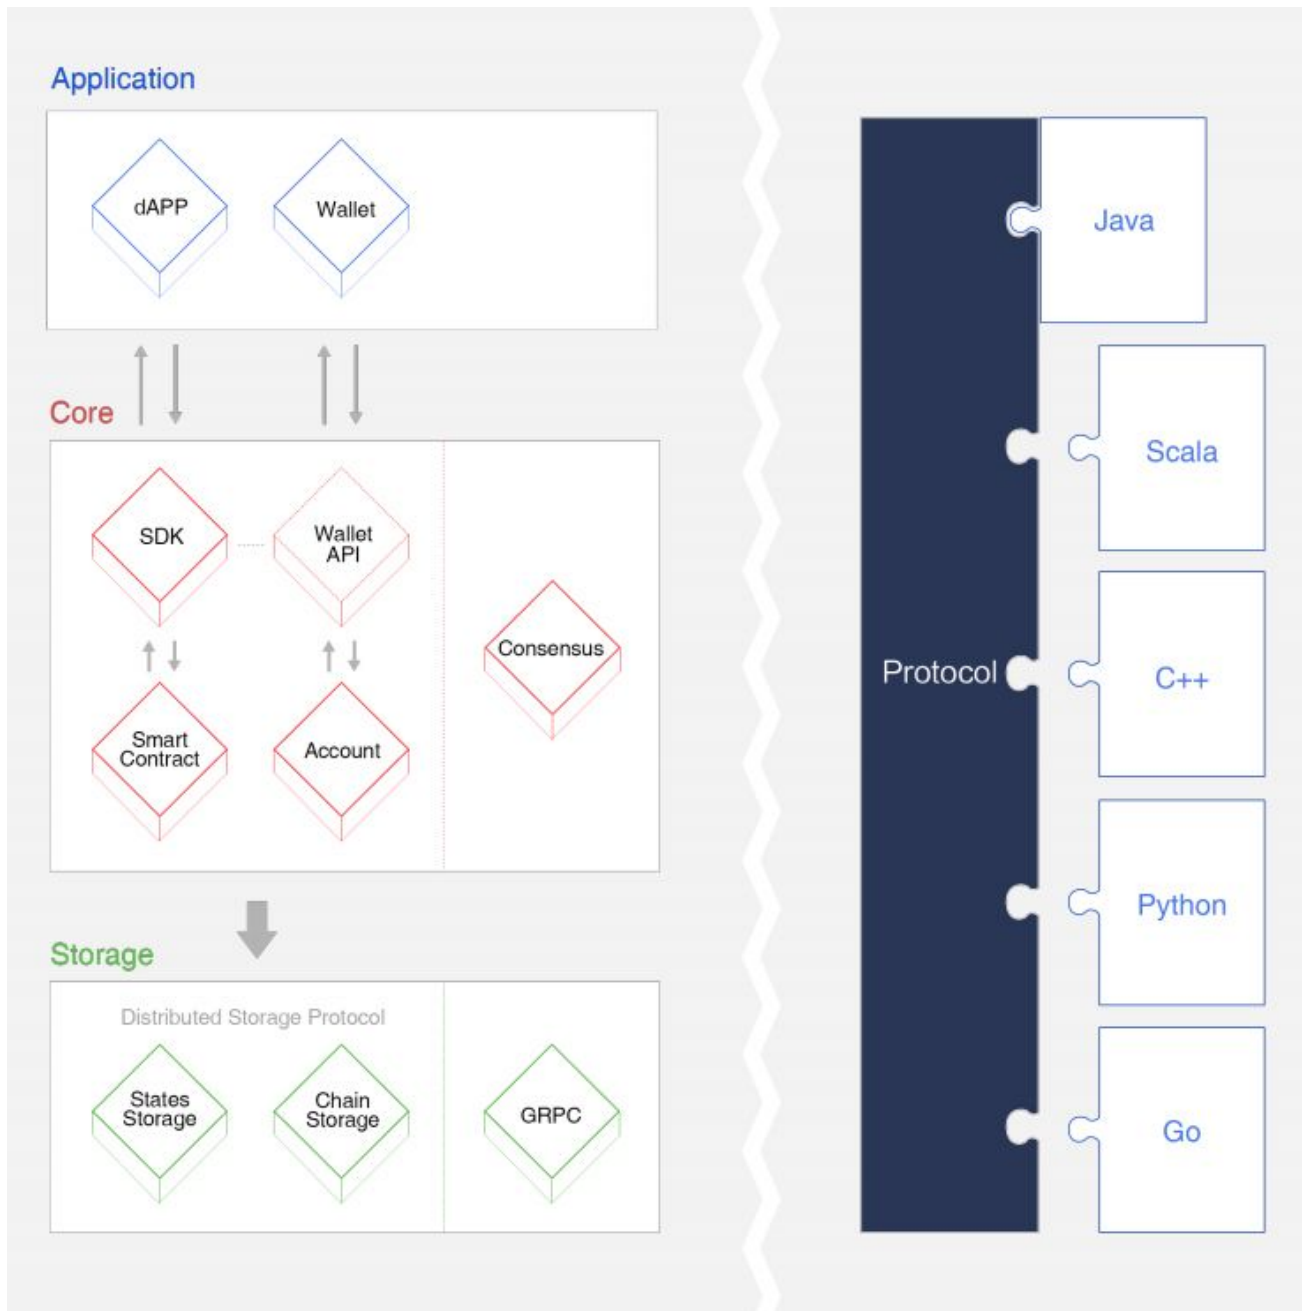 Application
dAPP
Wallet
Core
SDK
Wallet
API
Consensus
Smart
Contract
Account
Storage
Distributed Storage Protocol
States
Storage
Chain
Storage
GRPC
Protocol
Java
Scala
C++
Python
Go